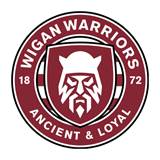 WIGAN WARRIORS
18 72
ANCIENT & LOYAL